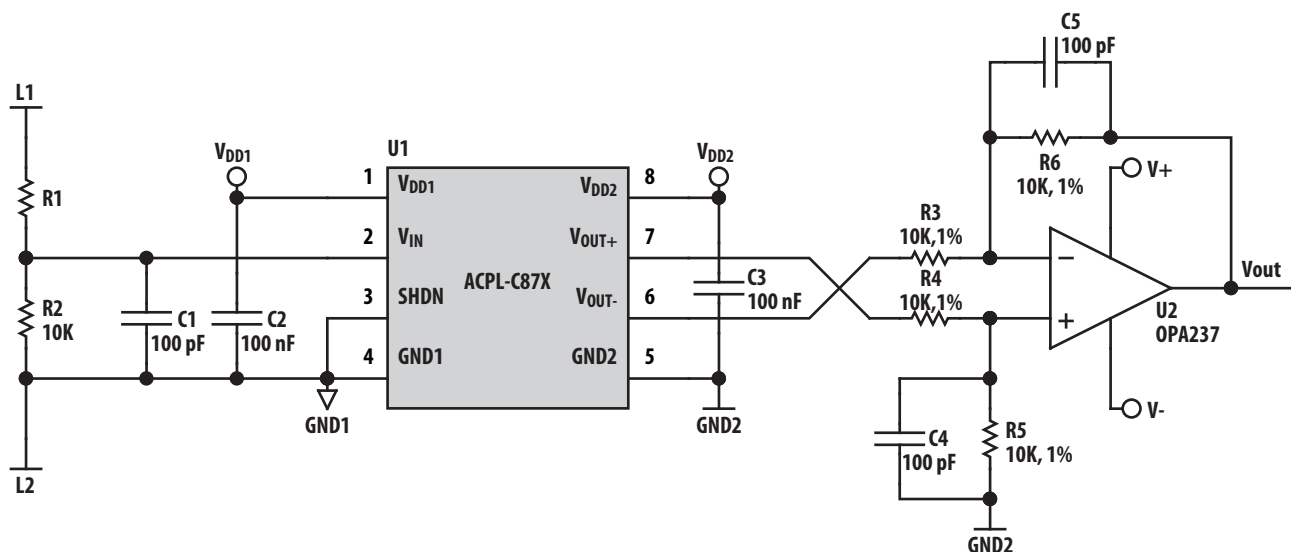 C5
100 pF
L1
R1
R2
10K
L2
C1
100 pF
VDD1
C2
100 nF
GND1
U1
1
VDD1
2
VIN
3
SHDN
4
GND1
ACPL-C87X
VDD2
8
VOUT+
7
VOUT-
6
GND2
5
VDD2
C3
100 nF
GND2
R3
10K,1%
R4
10K,1%
R6
10K, 1%
V+
−
+
U2
OPA237
V-
Vout
C4
100 pF
R5
10K, 1%
GND2